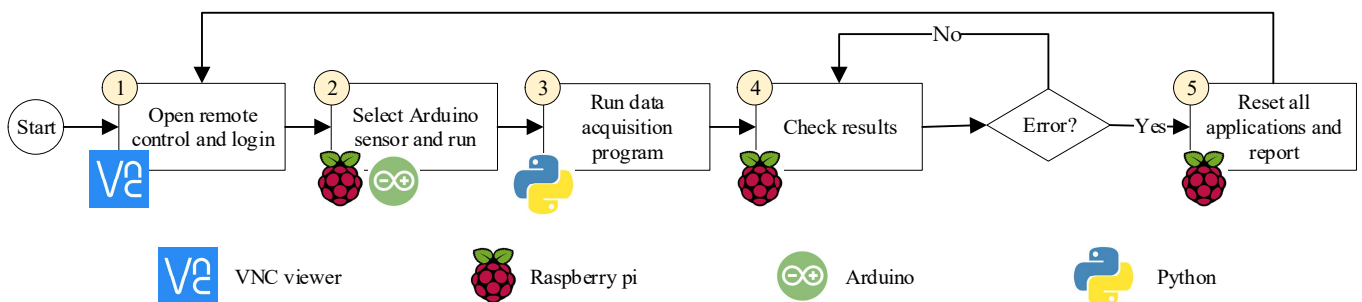 No
1
2
3
4
5
Start
Open remote
control and login
Select Arduino
sensor and run
Run data
acquisition
program
Check results
Error?
Yes
Reset all
applications and
report
VNC viewer
Raspberry pi
Arduino
Python